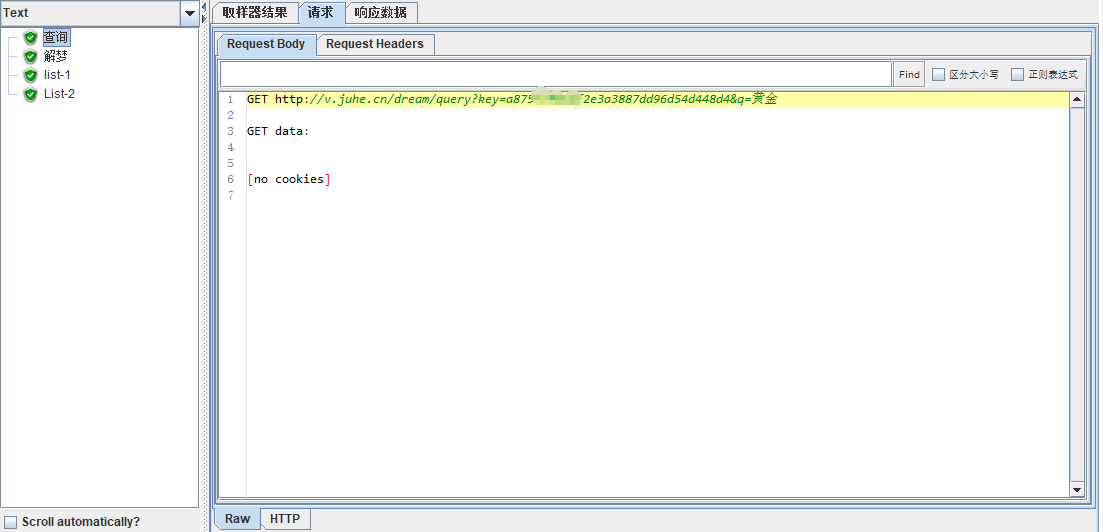 Text
查询
解梦
list-1
List-2
Scroll automatically?
取样器结果 请求 响应数据
Request Body Request Headers
Find 区分大小写 正则表达式
1 GET http://v.juhe.cn/dream/query?key=a875 2e3a3887dd96d54d448d4&q=黄金
2
3 GET data:
4
5
6 [no cookies]
7
Raw HTTP